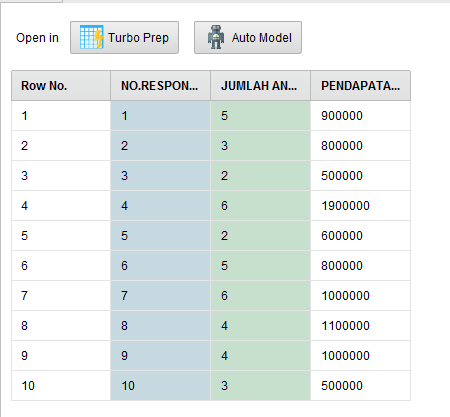 Open in Turbo Prep Auto Model
Row No. NO.RESPON... JUMLAH AN... PENDAPATA...
1 1 5 900000
2 2 3 800000
3 3 2 500000
4 4 6 1900000
5 5 2 600000
6 6 5 800000
7 7 6 1000000
8 8 4 1100000
9 9 4 1000000
10 10 3 500000